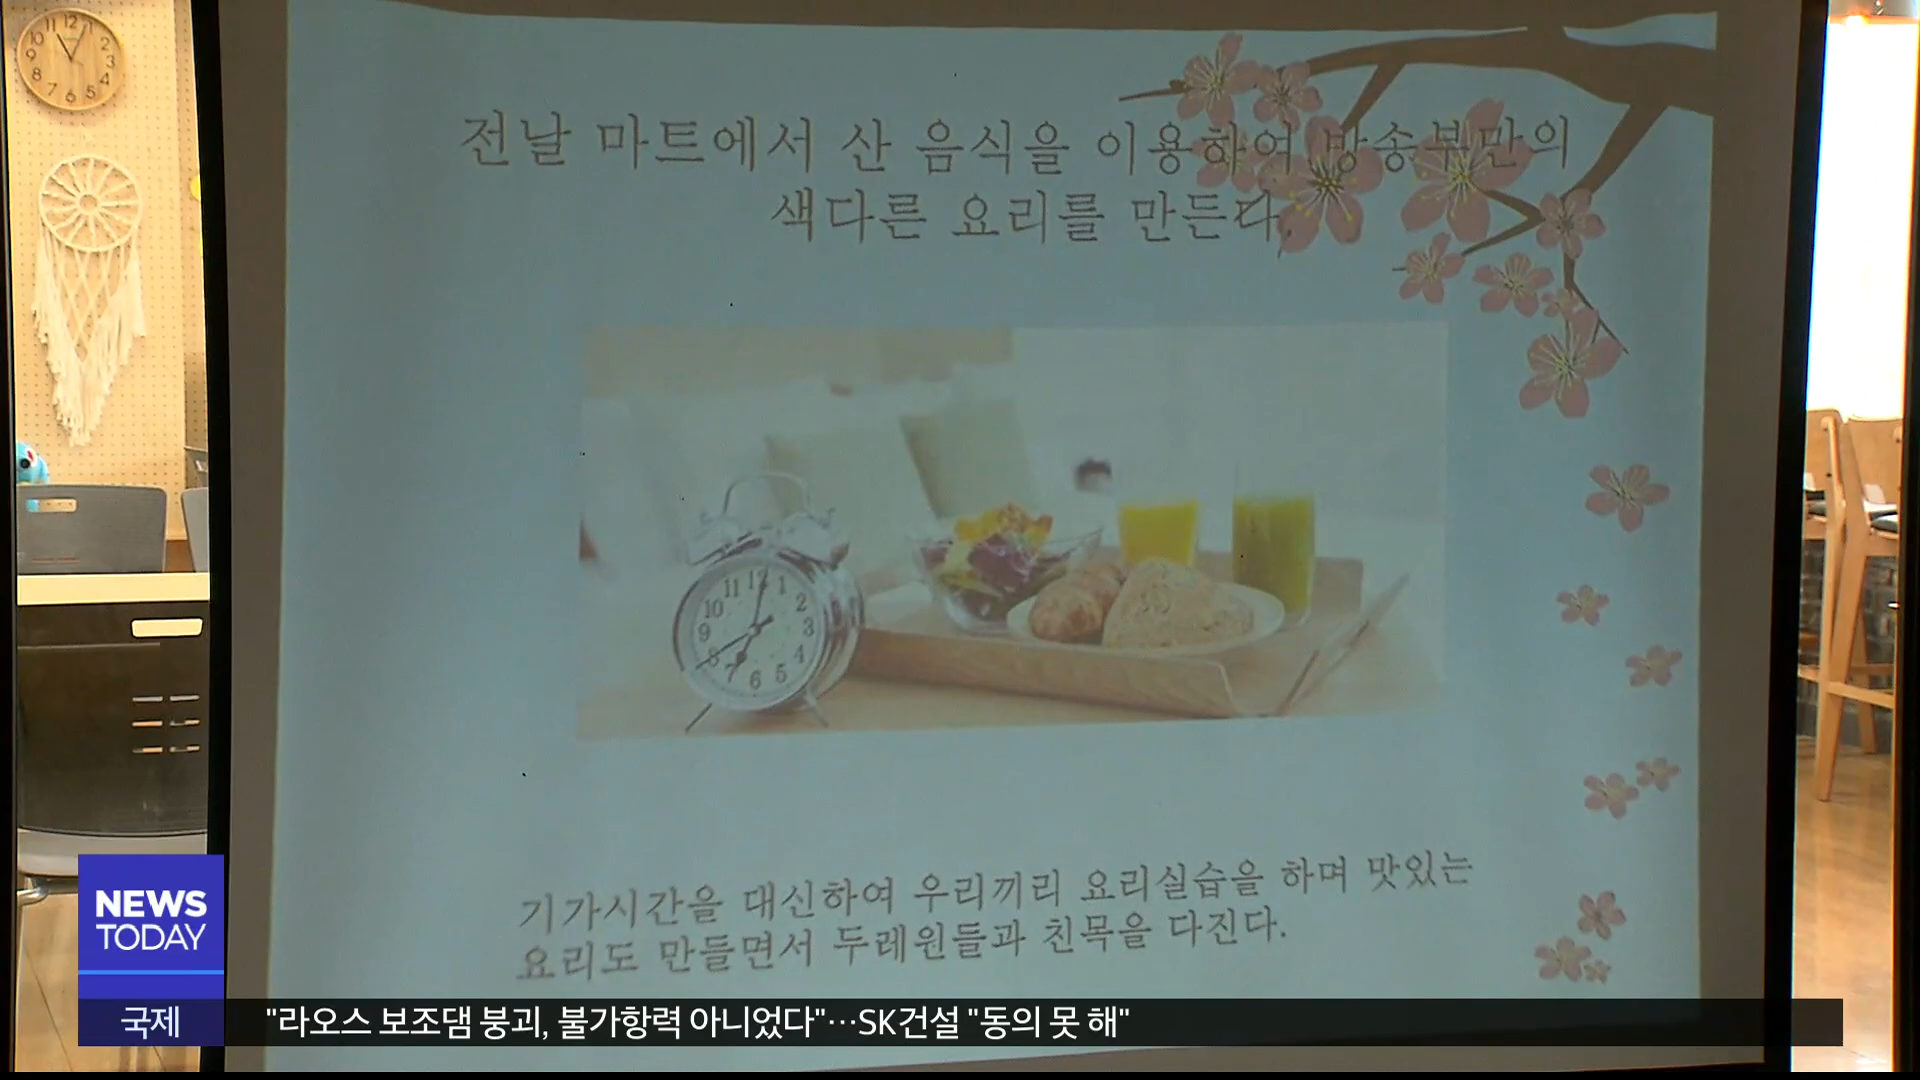 전날 마트에서 산 음식을 이용하여 방송부만의
색다른 요리를 만든다.
기가시간을 대신하여 우리끼리 요리실습을 하며 맛있는
요리도 만들면서 두레원들과 친목을 다진다.
NEWS
TODAY
국제 "라오스 보조댐 붕괴, 불가항력 아니었다"…SK건설 "동의 못 해"